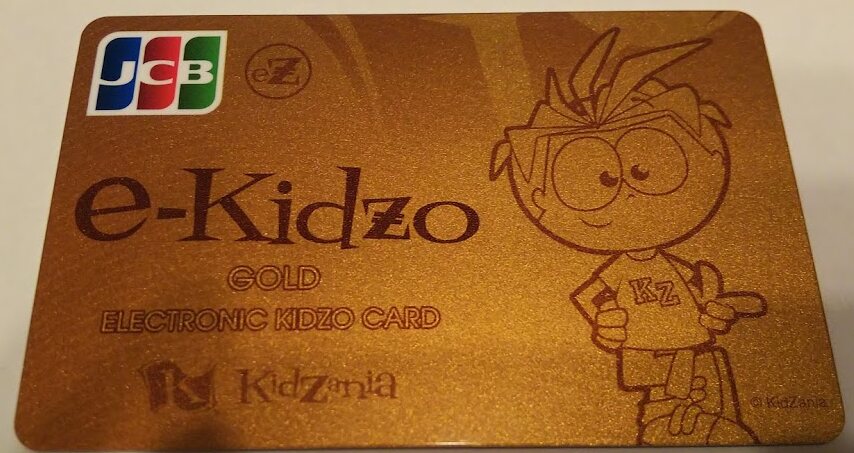 JCB
eZ
e-Kidzo
GOLD
ELECTRONIC KIDZO CARD
K KidZania
KZ
© KidZania